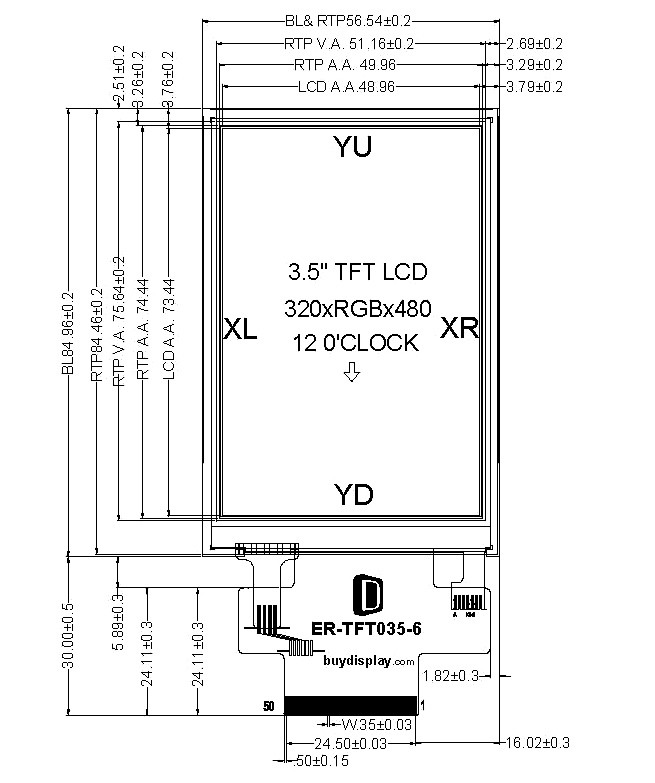 BL& RTP56.54±0.2
RTP V.A. 51.16±0.2
2.69±0.2
RTP A.A. 49.96
3.29±0.2
LCD A.A.48.96
3.79±0.2
2.51±0.2
3.26±0.2
3.76±0.2
YU
3.5" TFT LCD
320xRGBx480
12 0'CLOCK
XL
XR
YD
BL84.96±0.2
RTP84.46±0.2
RTP V.A. 75.64±0.2
RTP A.A. 74.44
LCD A.A. 73.44
D
ER-TFT035-6
buydisplay.com
30.00±0.5
5.89±0.3
24.11±0.3
24.11±0.3
1.82±0.3
50
1
W.35±0.03
24.50±0.03
16.02±0.3
.50±0.15